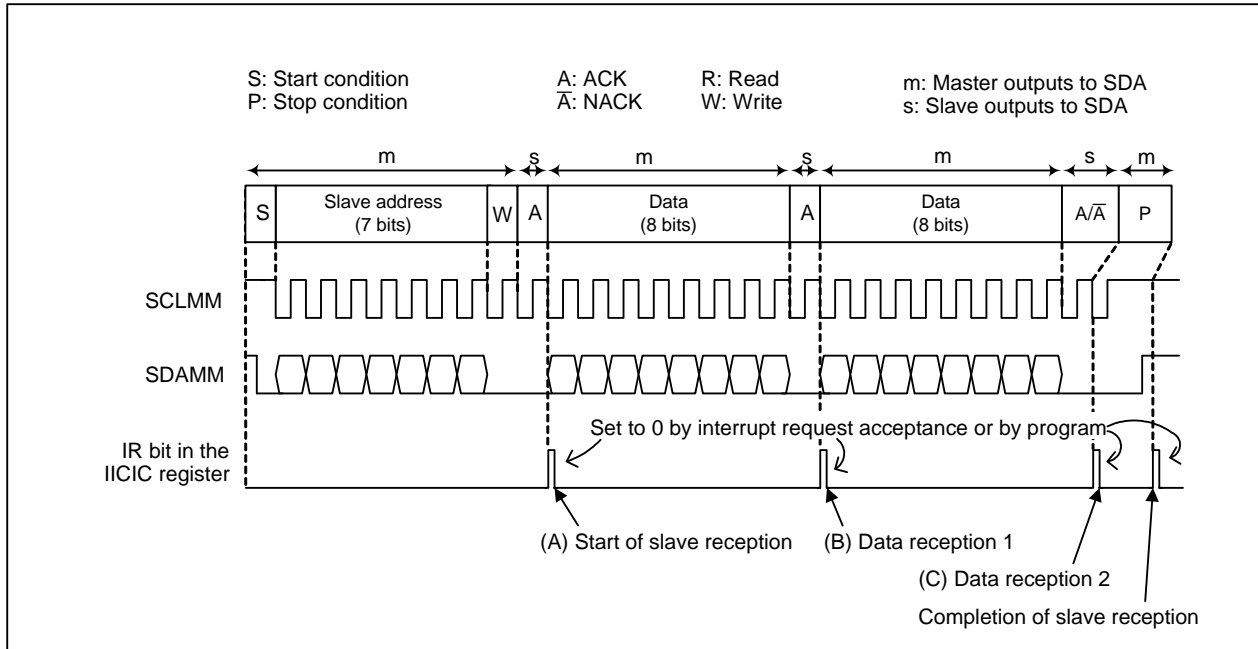 S: Start condition
P: Stop condition
A: ACK
A̅: NACK
R: Read
W: Write
m: Master outputs to SDA
s: Slave outputs to SDA
m s m s m s m
S
Slave address
(7 bits)
W
A
Data
(8 bits)
A
Data
(8 bits)
A/A̅
P
SCLMM
SDAMM
Set to 0 by interrupt request acceptance or by program
IR bit in the
IICIC register
(A) Start of slave reception
(B) Data reception 1
(C) Data reception 2
Completion of slave reception